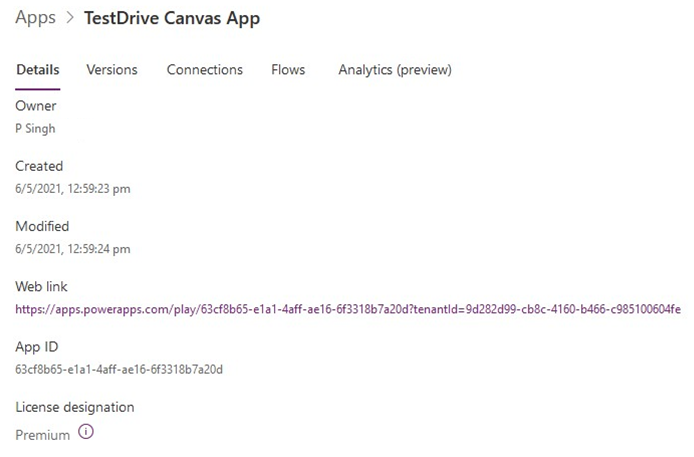 Apps > TestDrive Canvas App
Details Versions Connections Flows Analytics (preview)
Owner
P Singh
Created
6/5/2021, 12:59:23 pm
Modified
6/5/2021, 12:59:24 pm
Web link
https://apps.powerapps.com/play/63cf8b65-e1a1-4aff-ae16-6f3318b7a20d?tenantId=9d282d99-cb8c-4160-b466-c985100604fe
App ID
63cf8b65-e1a1-4aff-ae16-6f3318b7a20d
License designation
Premium